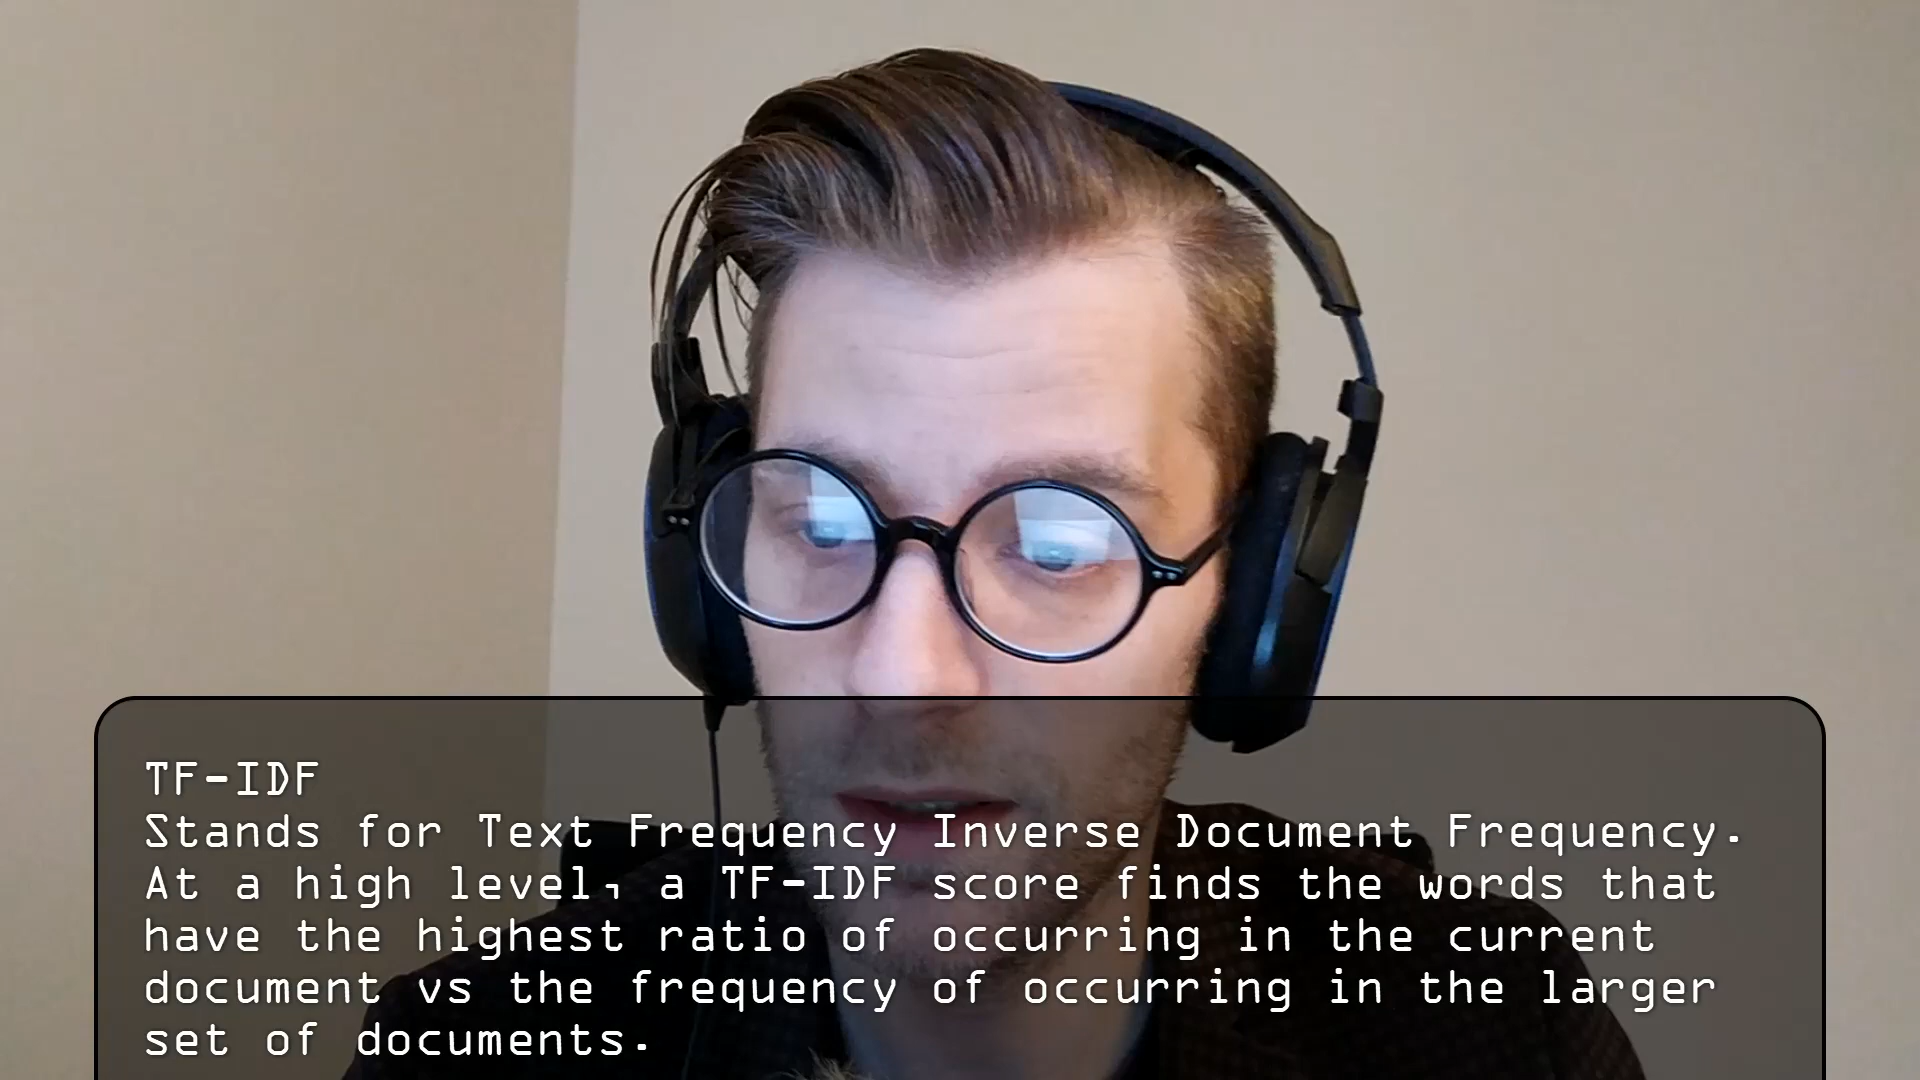 TF-IDF
Stands for Text Frequency Inverse Document Frequency.
At a high level, a TF-IDF score finds the words that
have the highest ratio of occurring in the current
document vs the frequency of occurring in the larger
set of documents.